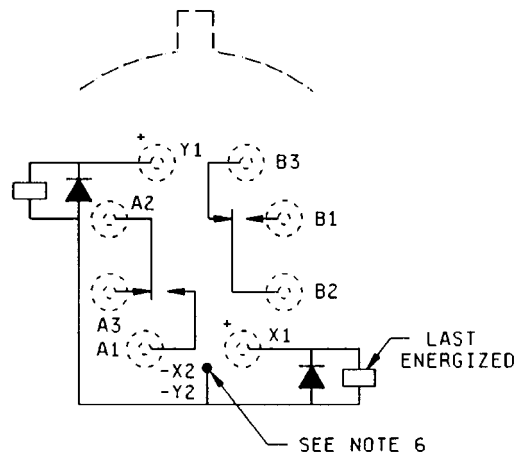 +
Y1
B3
A2
B1
A3
B2
A1
+
X1
-X2
-Y2
LAST
ENERGIZED
SEE NOTE 6